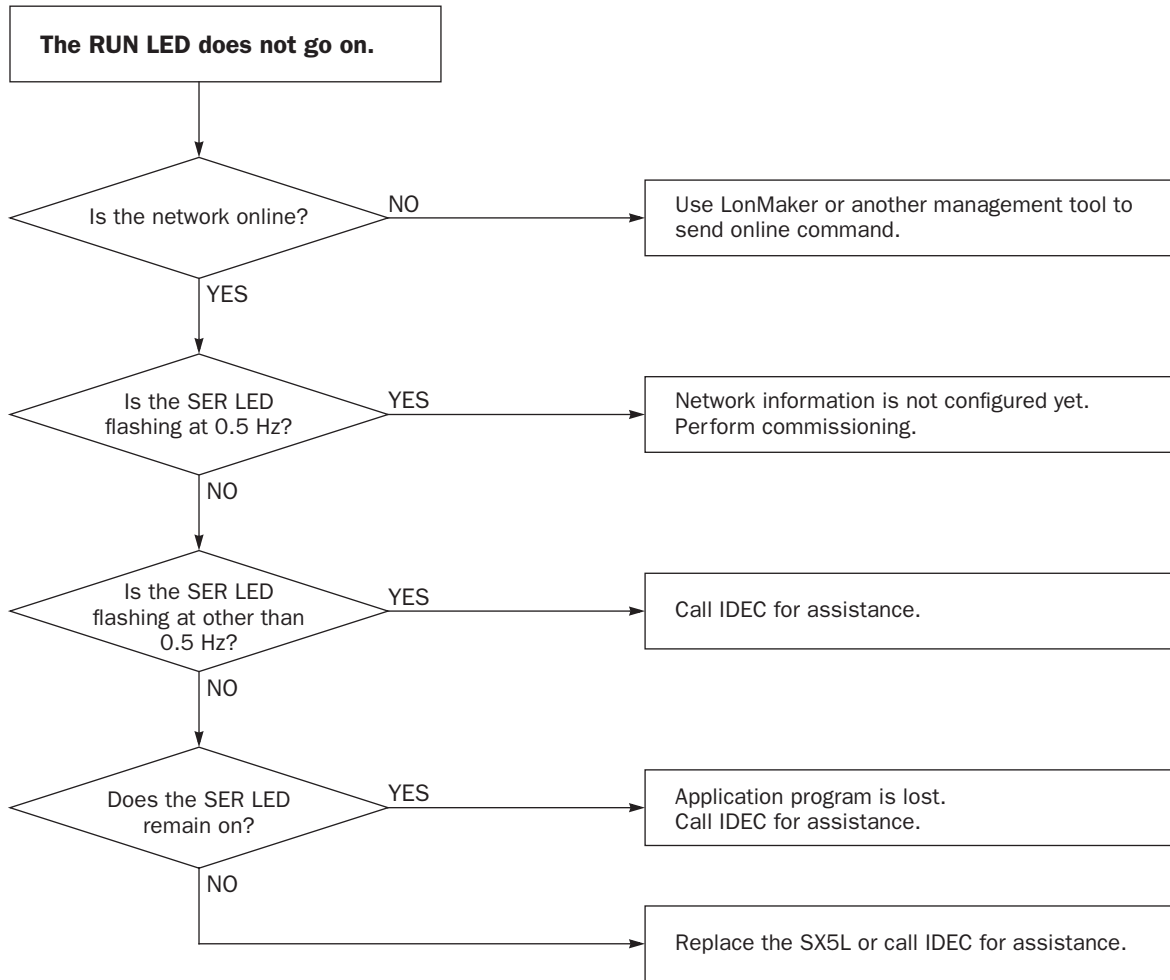 The RUN LED does not go on.
Is the network online?
NO
Use LonMaker or another management tool to
send online command.
YES
Is the SER LED
flashing at 0.5 Hz?
YES
Network information is not configured yet.
Perform commissioning.
NO
Is the SER LED
flashing at other than
0.5 Hz?
YES
Call IDEC for assistance.
NO
Does the SER LED
remain on?
YES
Application program is lost.
Call IDEC for assistance.
NO
Replace the SX5L or call IDEC for assistance.